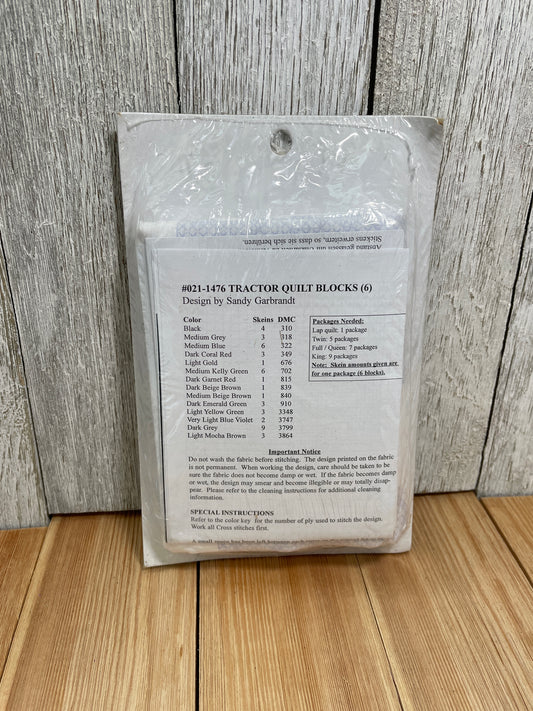 Stickens erweitern, so dass sie sich berühren.
#021-1476 TRACTOR QUILT BLOCKS (6)
Design by Sandy Garbrandt
Color Skeins DMC
Black 4 310
Medium Grey 3 318
Medium Blue 6 322
Dark Coral Red 3 349
Light Gold 1 676
Medium Kelly Green 6 702
Dark Garnet Red 1 815
Dark Beige Brown 1 839
Medium Beige Brown 1 840
Dark Emerald Green 3 910
Light Yellow Green 3 3348
Very Light Blue Violet 2 3747
Dark Grey 9 3799
Light Mocha Brown 3 3864
Packages Needed:
Lap quilt: 1 package
Twin: 5 packages
Full / Queen: 7 packages
King: 9 packages
Note: Skein amounts given are
for one package (6 blocks).
Important Notice
Do not wash the fabric before stitching. The design printed on the fabric
is not permanent. When working the design, care should be taken to be
sure the fabric does not become damp or wet. If the fabric becomes damp
or wet, the design may smear and become illegible or may totally disap-
pear. Please refer to the cleaning instructions for additional cleaning
information.
SPECIAL INSTRUCTIONS
Refer to the color key for the number of ply used to stitch the design.
Work all Cross stitches first.
A small space has been left between each